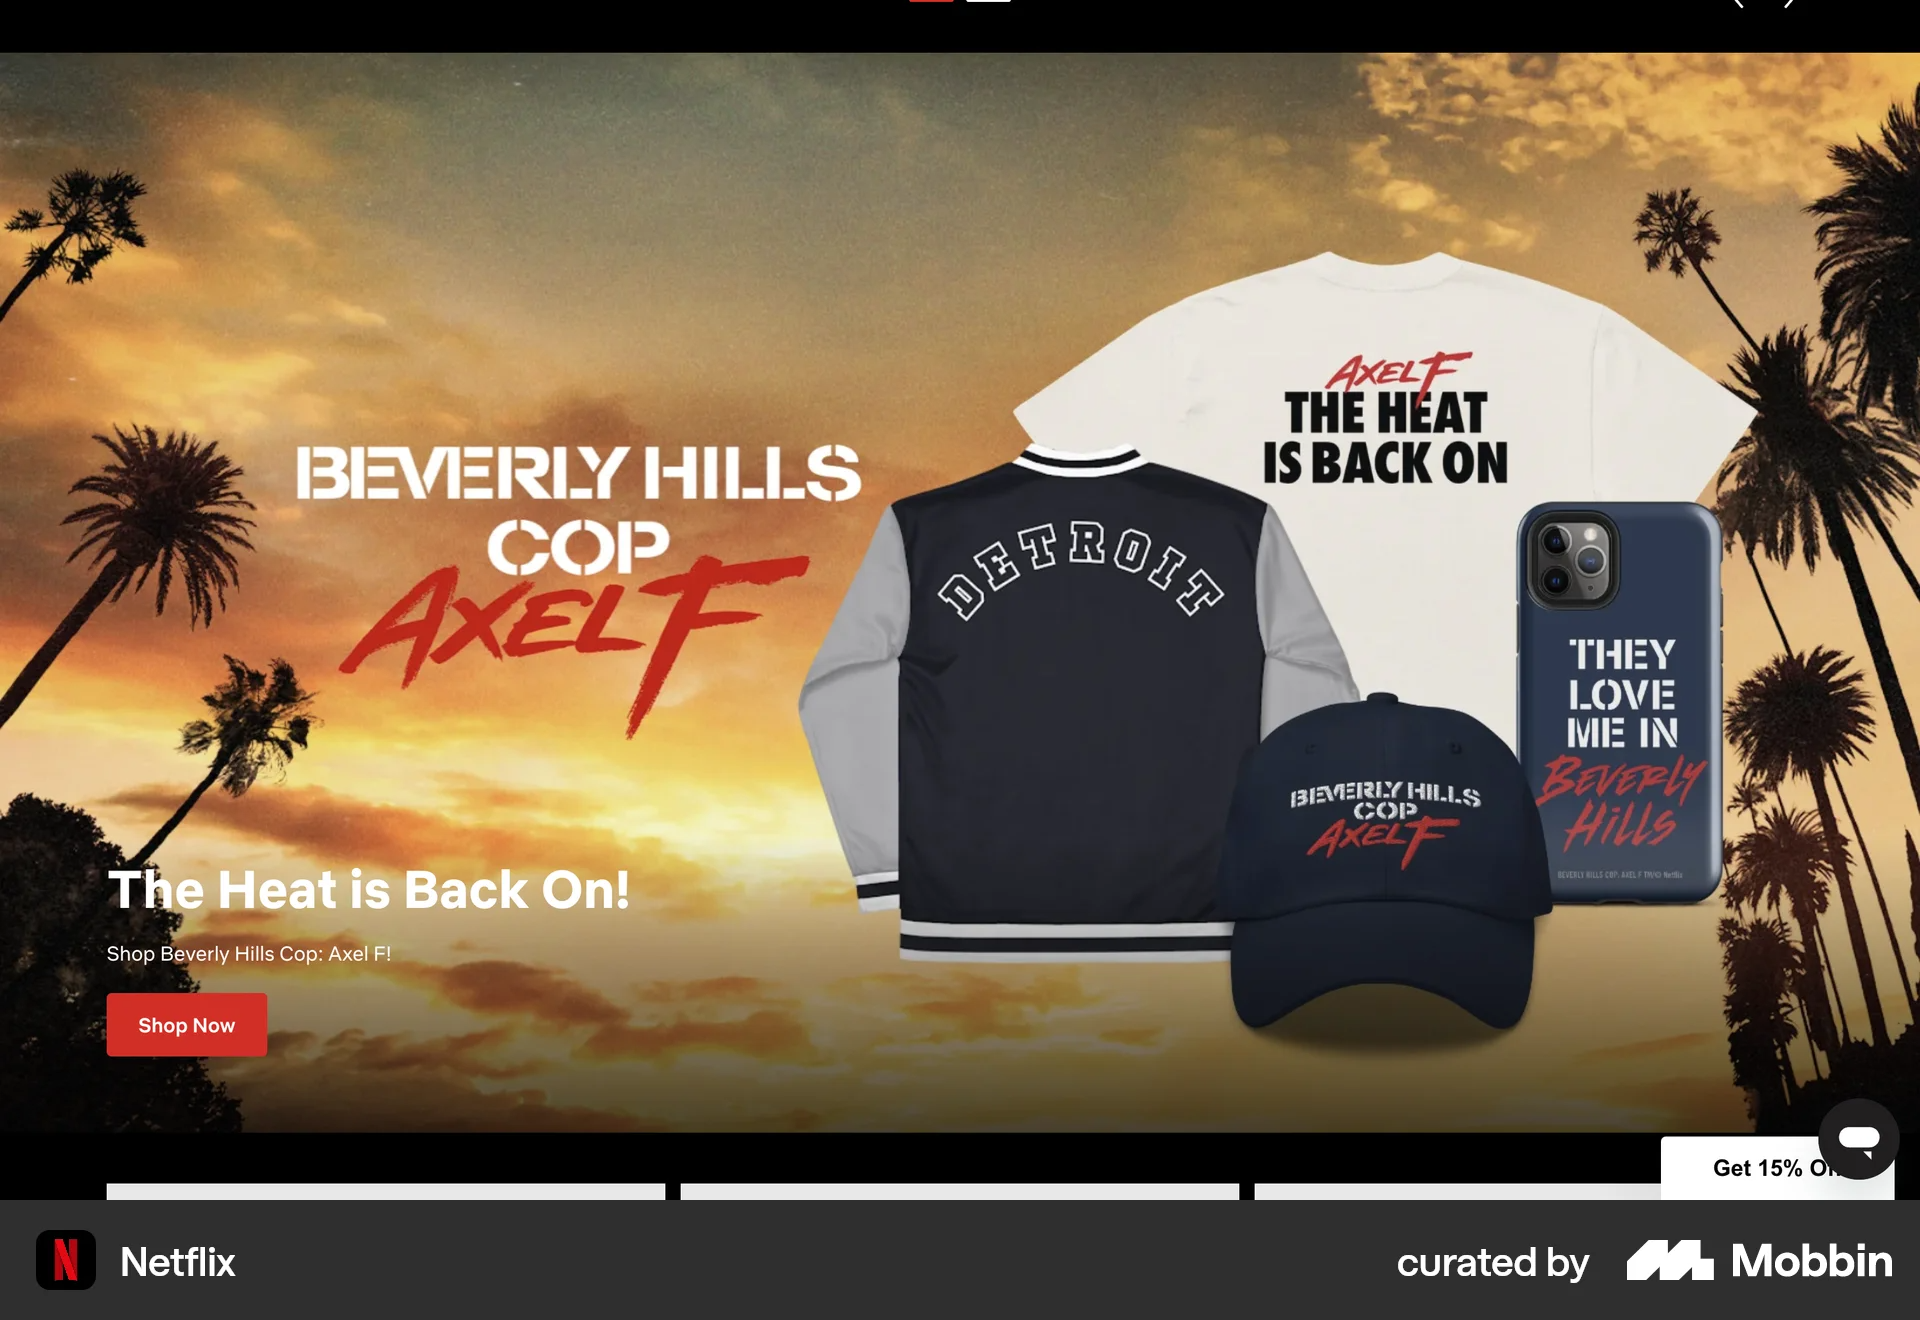 BEVERLY HILLS
COP
AXEL F
AXEL F
THE HEAT
IS BACK ON
DETROIT
THEY
LOVE
ME IN
BEVERLY
HILLS
BEVERLY HILLS COP: AXEL F TM/© Netflix
BEVERLY HILLS
COP
AXEL F
The Heat is Back On!
Shop Beverly Hills Cop: Axel F!
Shop Now
Get 15%
N
Netflix
curated by
Mobbin